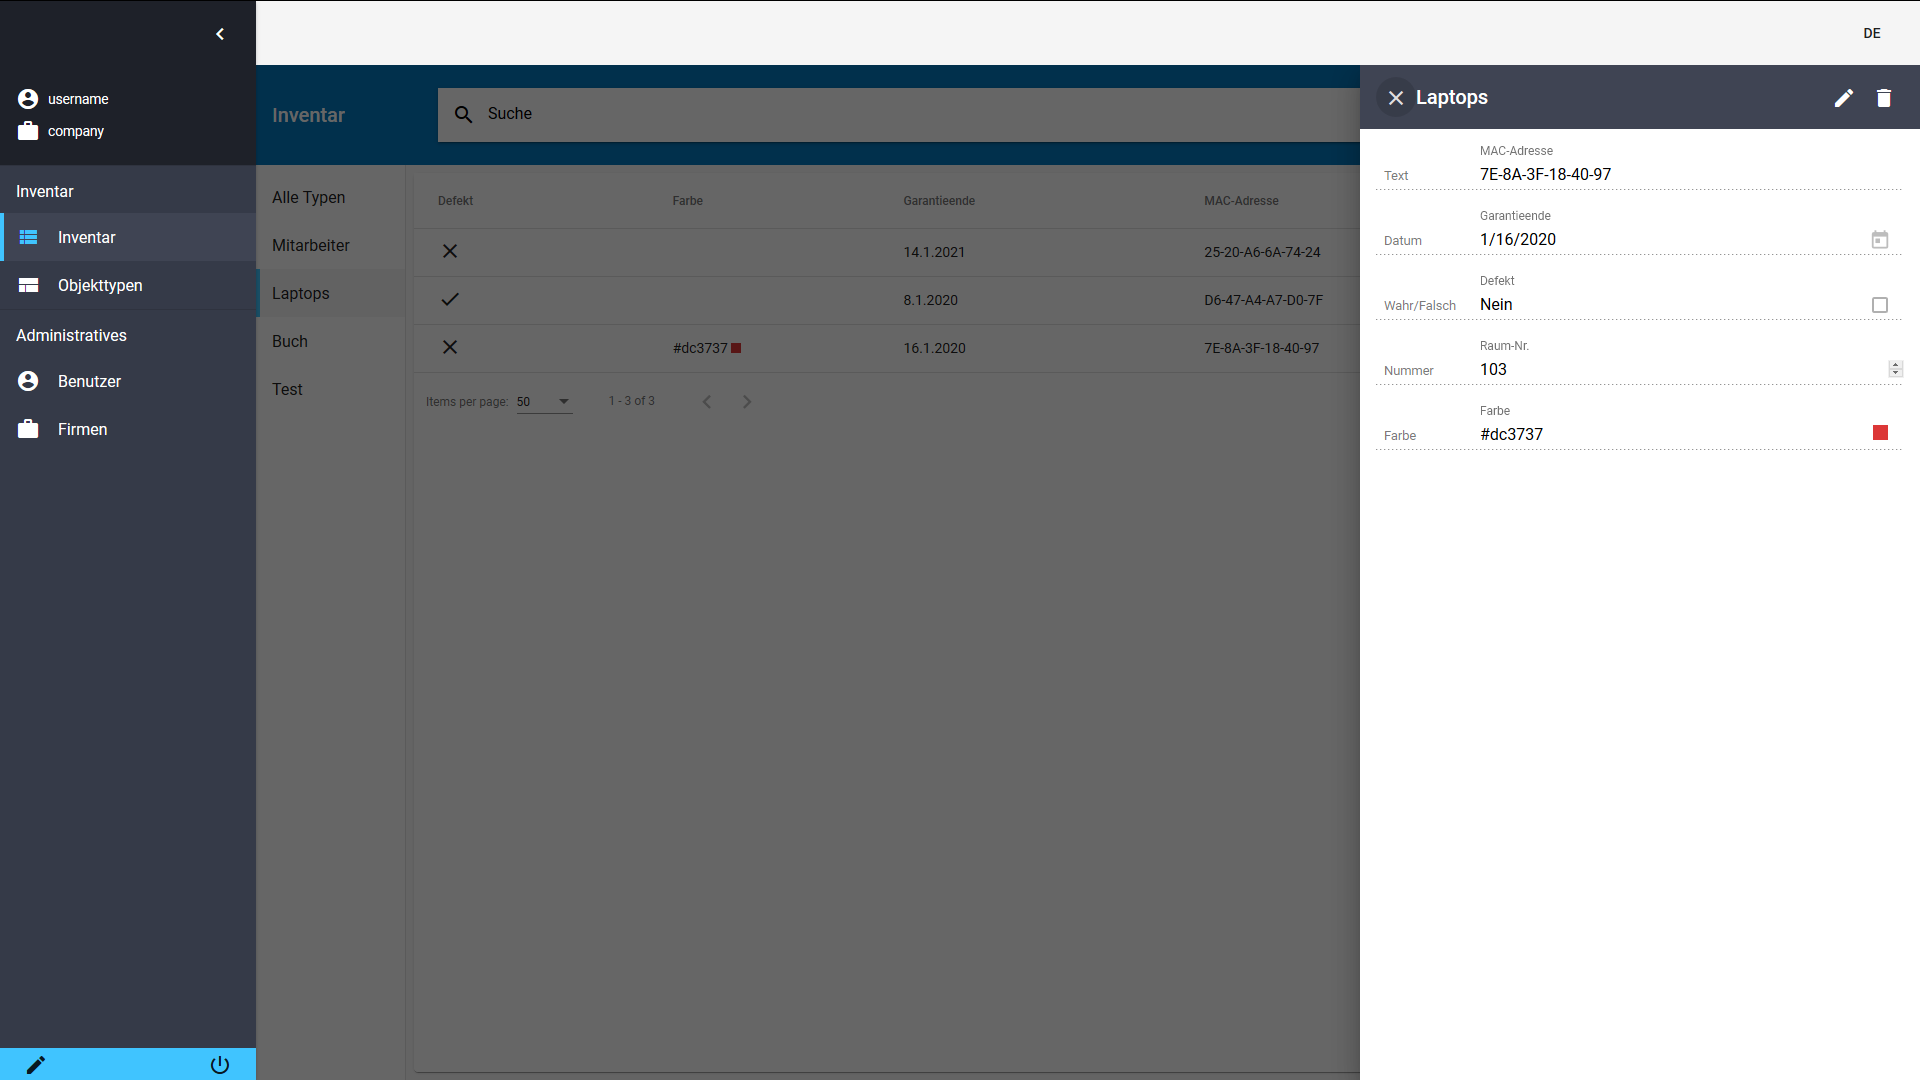 DE
username
company
Inventar
Inventar
Objekttypen
Administratives
Benutzer
Firmen
Inventar
Suche
Alle Typen
Mitarbeiter
Laptops
Buch
Test
Defekt Farbe Garantieende MAC-Adresse
14.1.2021 25-20-A6-6A-74-24
8.1.2020 D6-47-A4-A7-D0-7F
#dc3737 16.1.2020 7E-8A-3F-18-40-97
Items per page: 50 1 - 3 of 3
Laptops
MAC-Adresse
Text 7E-8A-3F-18-40-97
Garantieende
Datum 1/16/2020
Defekt
Wahr/Falsch Nein
Raum-Nr.
Nummer 103
Farbe
Farbe #dc3737